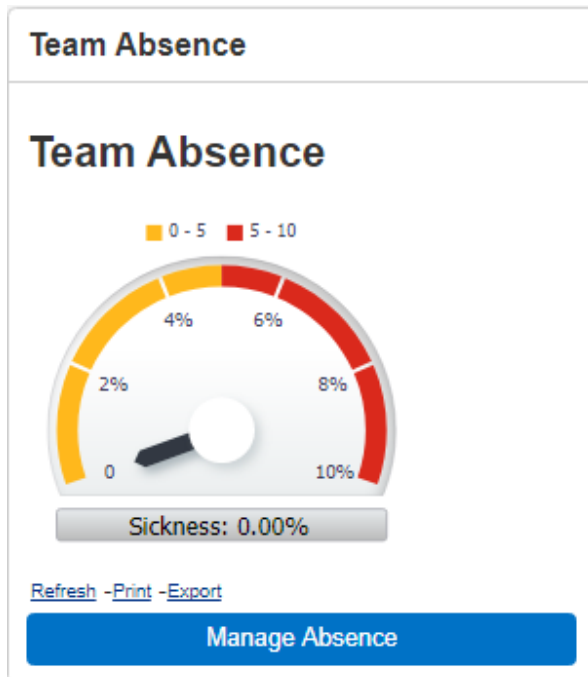 Team Absence
Team Absence
0 - 5 5 - 10
4% 6%
2% 8%
0 10%
Sickness: 0.00%
Refresh -Print -Export
Manage Absence